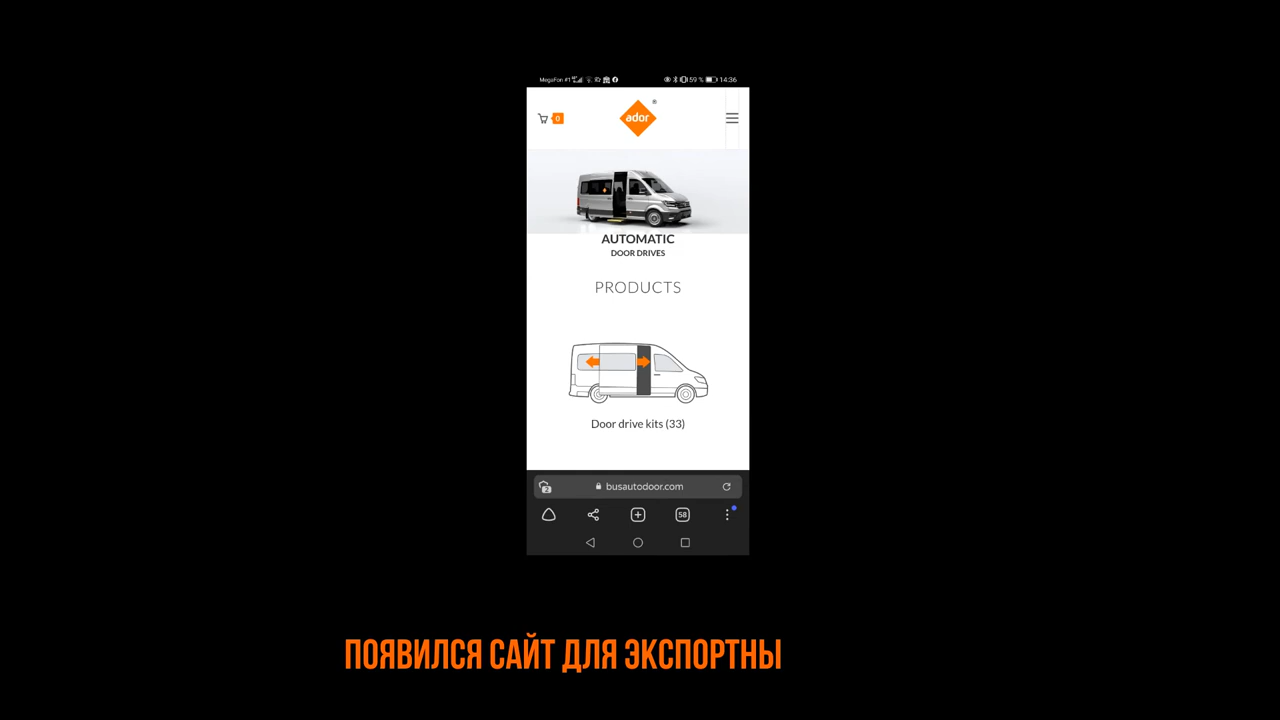 MegaFon #1
59 %
14:36
0
ador
®
AUTOMATIC
DOOR DRIVES
PRODUCTS
Door drive kits (33)
2
busautodoor.com
58
ПОЯВИЛСЯ САЙТ ДЛЯ ЭКСПОРТНЫ